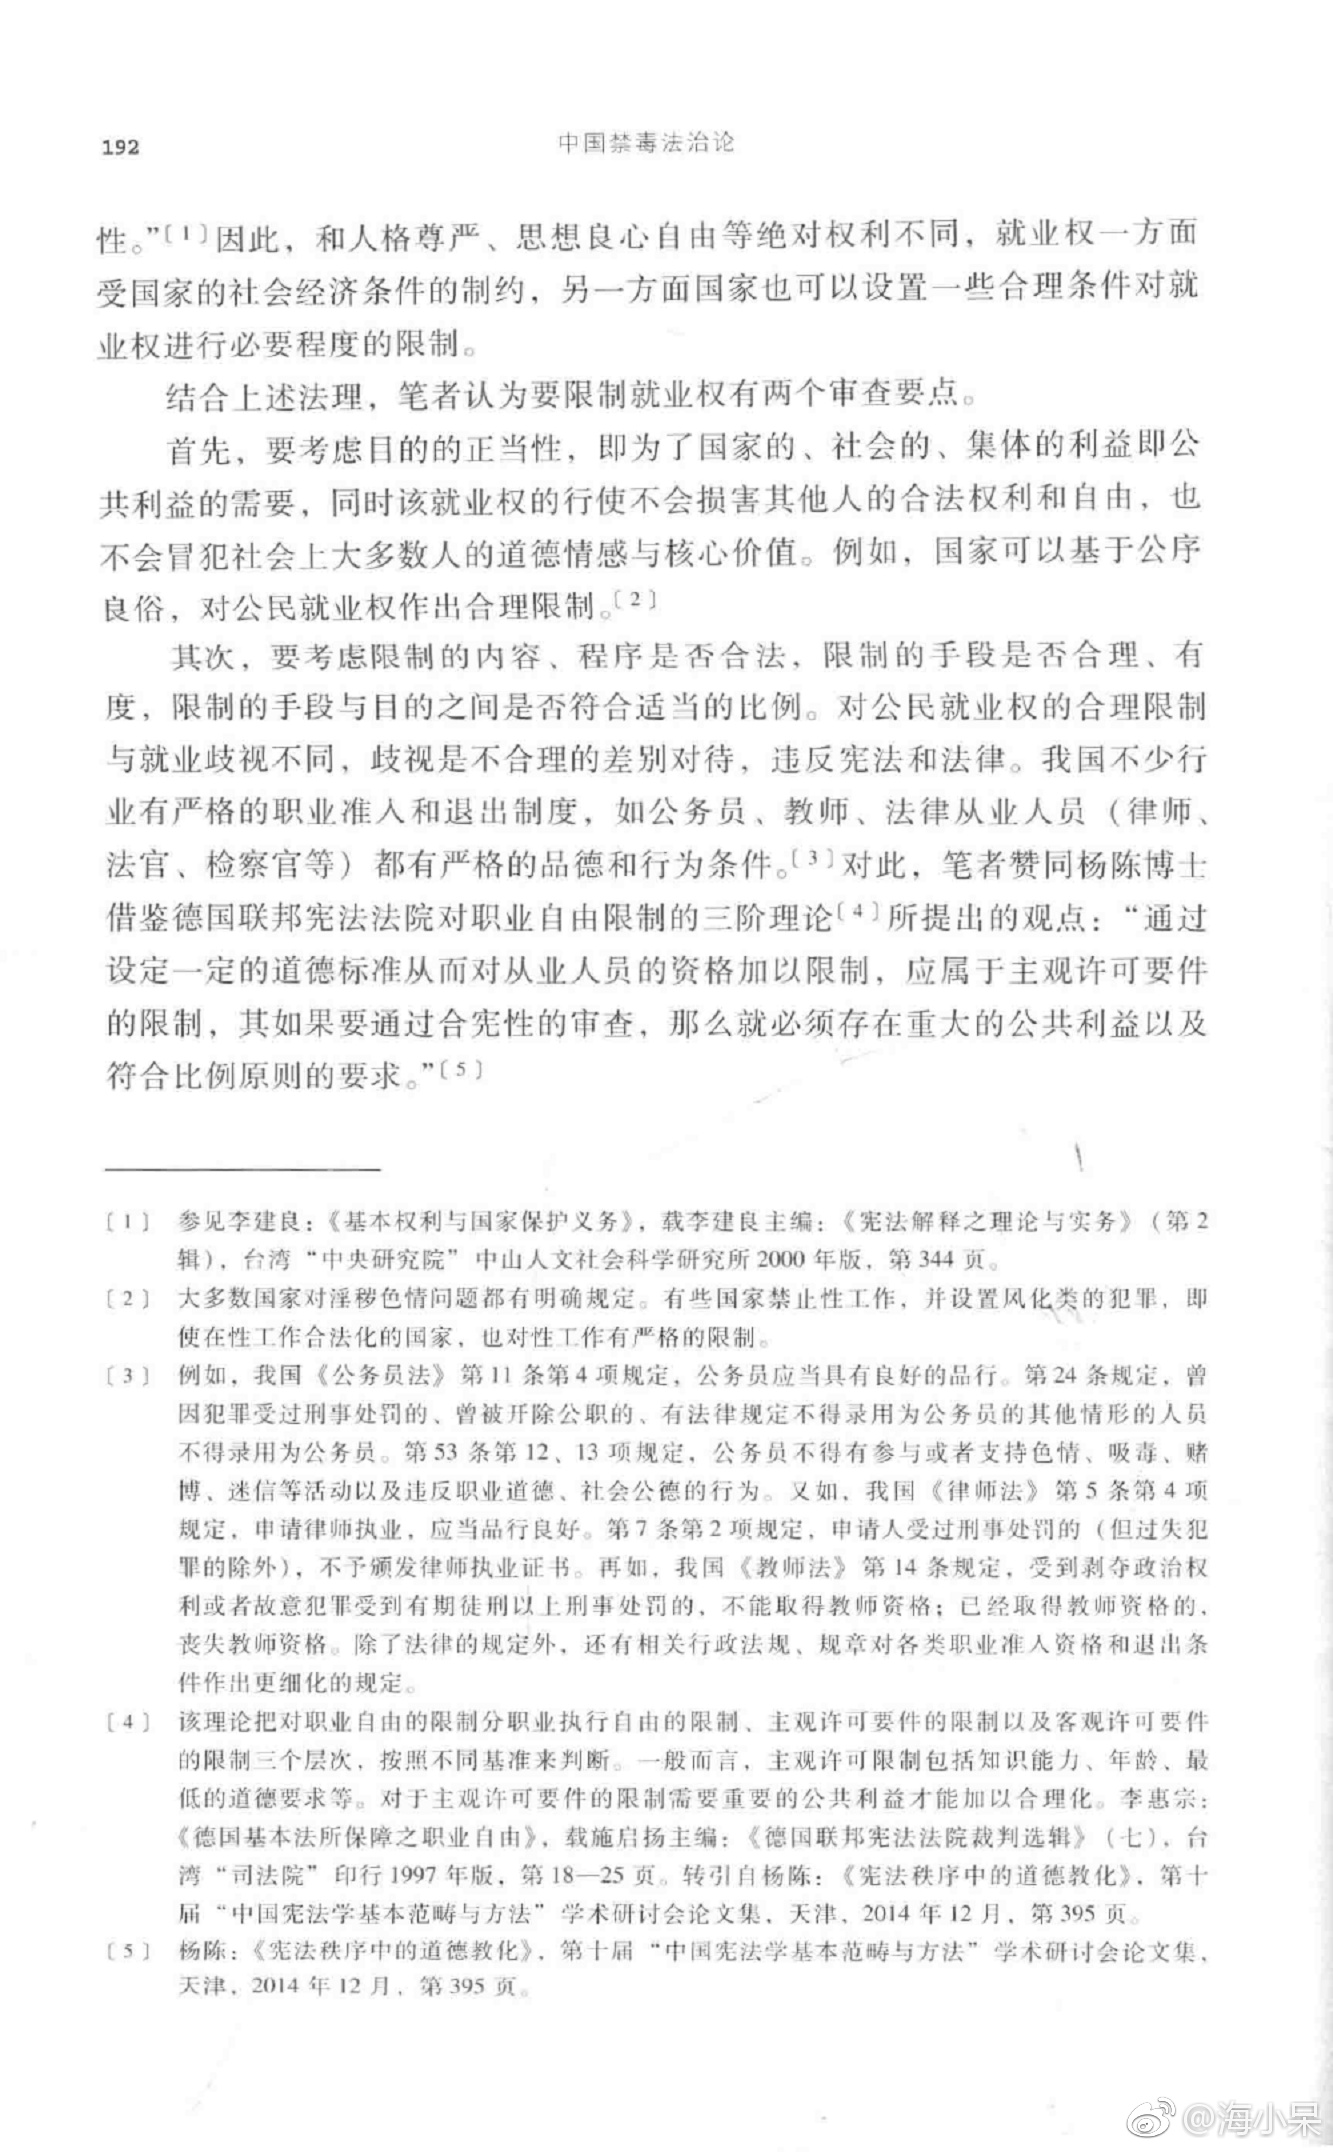 192
中国禁毒法治论
性。”〔1〕因此，和人格尊严、思想良心自由等绝对权利不同，就业权一方面
受国家的社会经济条件的制约，另一方面国家也可以设置一些合理条件对就
业权进行必要程度的限制。
结合上述法理，笔者认为要限制就业权有两个审查要点。
首先，要考虑目的的正当性，即为了国家的、社会的、集体的利益即公
共利益的需要，同时该就业权的行使不会损害其他人的合法权利和自由，也
不会冒犯社会上大多数人的道德情感与核心价值。例如，国家可以基于公序
良俗，对公民就业权作出合理限制。〔2〕
其次，要考虑限制的内容、程序是否合法，限制的手段是否合理、有
度，限制的手段与目的之间是否符合适当的比例。对公民就业权的合理限制
与就业歧视不同，歧视是不合理的差别对待，违反宪法和法律。我国不少行
业有严格的职业准入和退出制度，如公务员、教师、法律从业人员（律师、
法官、检察官等）都有严格的品德和行为条件。〔3〕对此，笔者赞同杨陈博士
借鉴德国联邦宪法法院对职业自由限制的三阶理论〔4〕所提出的观点：“通过
设定一定的道德标准从而对从业人员的资格加以限制，应属于主观许可要件
的限制，其如果要通过合宪性的审查，那么就必须存在重大的公共利益以及
符合比例原则的要求。”〔5〕
〔1〕 参见李建良：《基本权利与国家保护义务》，载李建良主编：《宪法解释之理论与实务》（第2
辑），台湾“中央研究院”中山人文社会科学研究所2000年版，第344页。
〔2〕 大多数国家对淫秽色情问题都有明确规定。有些国家禁止性工作，并设置风化类的犯罪，即
使在性工作合法化的国家，也对性工作有严格的限制。
〔3〕 例如，我国《公务员法》第11条第4项规定，公务员应当具有良好的品行。第24条规定，曾
因犯罪受过刑事处罚的、曾被开除公职的、有法律规定不得录用为公务员的其他情形的人员
不得录用为公务员。第53条第12、13项规定，公务员不得有参与或者支持色情、吸毒、赌
博、迷信等活动以及违反职业道德、社会公德的行为。又如，我国《律师法》第5条第4项
规定，申请律师执业，应当品行良好。第7条第2项规定，申请人受过刑事处罚的（但过失犯
罪的除外），不予颁发律师执业证书。再如，我国《教师法》第14条规定，受到剥夺政治权
利或者故意犯罪受到有期徒刑以上刑事处罚的，不能取得教师资格；已经取得教师资格的，
丧失教师资格。除了法律的规定外，还有相关行政法规、规章对各类职业准入资格和退出条
件作出更细化的规定。
〔4〕 该理论把对职业自由的限制分职业执行自由的限制、主观许可要件的限制以及客观许可要件
的限制三个层次，按照不同基准来判断。一般而言，主观许可限制包括知识能力、年龄、最
低的道德要求等。对于主观许可要件的限制需要重要的公共利益才能加以合理化。李惠宗：
《德国基本法所保障之职业自由》，载施启扬主编：《德国联邦宪法法院裁判选辑》（七），台
湾“司法院”印行1997年版，第18—25页。转引自杨陈：《宪法秩序中的道德教化》，第十
届“中国宪法学基本范畴与方法”学术研讨会论文集，天津，2014年12月，第395页。
〔5〕 杨陈：《宪法秩序中的道德教化》，第十届“中国宪法学基本范畴与方法”学术研讨会论文集，
天津，2014年12月，第395页。
@海小呆